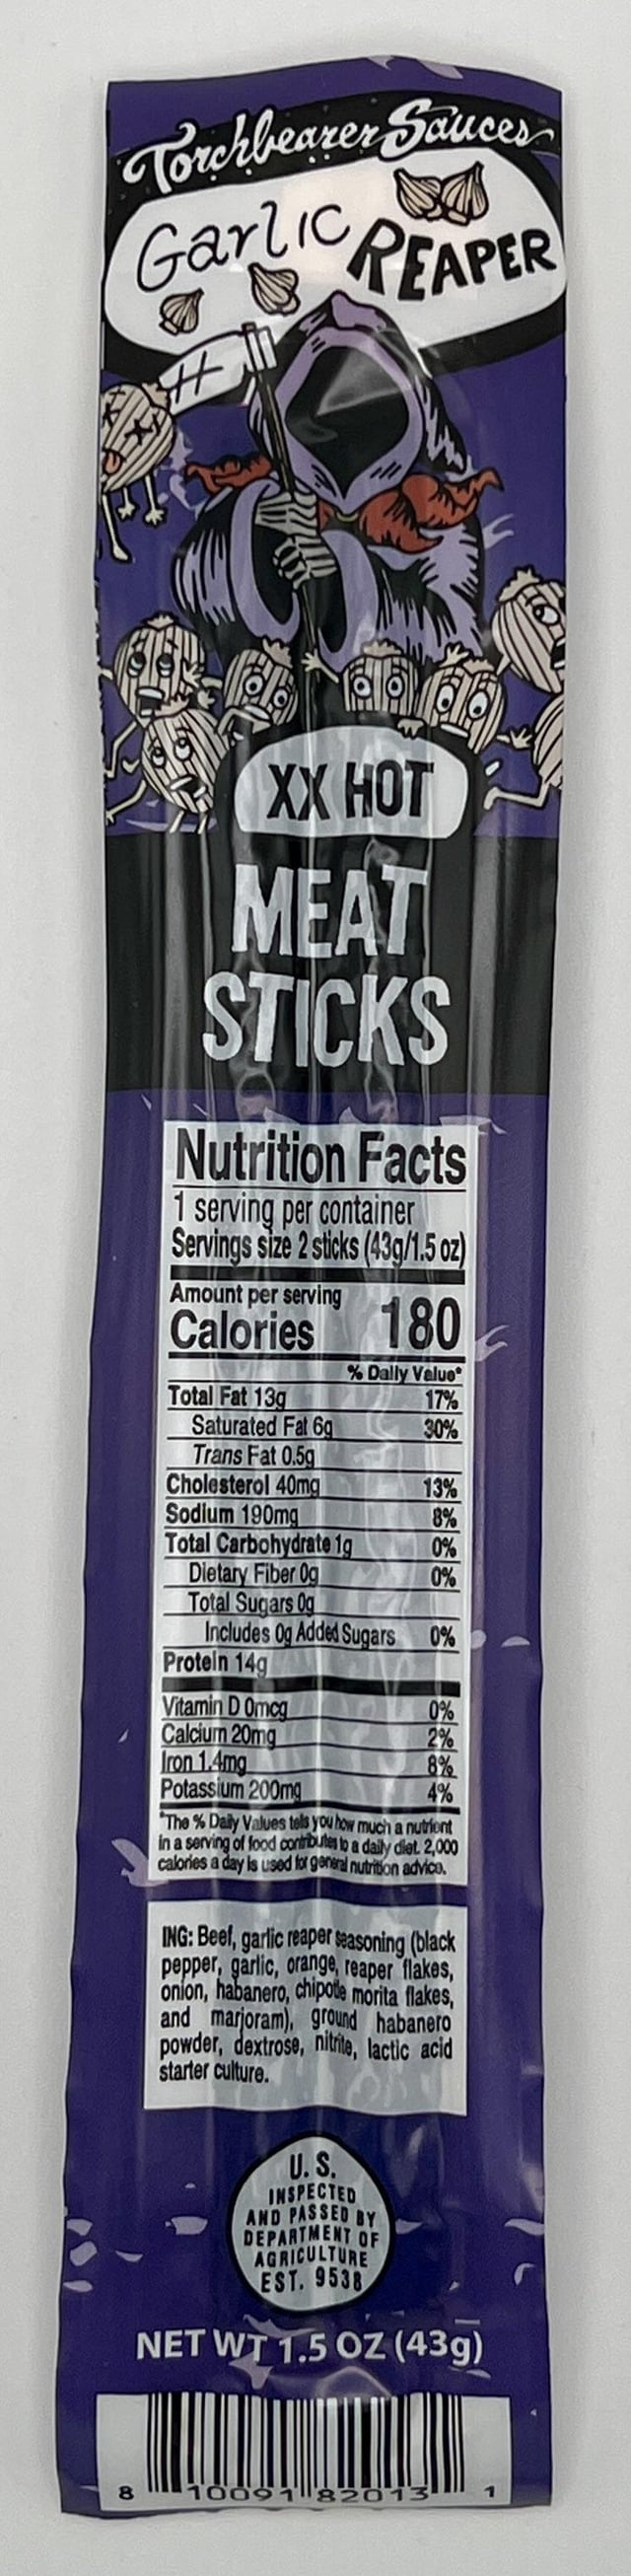 Torchbearer Sauces
Garlic REAPER
XX HOT
MEAT
STICKS
Nutrition Facts
1 serving per container
Servings size 2 sticks (43g/1.5 oz)
Amount per serving
Calories 180
% Daily Value*
Total Fat 13g 17%
Saturated Fat 6g 30%
Trans Fat 0.5g
Cholesterol 40mg 13%
Sodium 190mg 8%
Total Carbohydrate 1g 0%
Dietary Fiber 0g 0%
Total Sugars 0g
Includes 0g Added Sugars 0%
Protein 14g
Vitamin D 0mcg 0%
Calcium 20mg 2%
Iron 1.4mg 8%
Potassium 200mg 4%
*The % Daily Values tells you how much a nutrient
in a serving of food contributes to a daily diet. 2,000
calories a day is used for general nutrition advice.
ING: Beef, garlic reaper seasoning (black
pepper, garlic, orange, reaper flakes,
onion, habanero, chipotle morita flakes,
and marjoram), ground habanero
powder, dextrose, nitrite, lactic acid
starter culture.
U. S.
INSPECTED
AND PASSED BY
DEPARTMENT OF
AGRICULTURE
EST. 9538
NET WT 1.5 OZ (43g)
8 10091 82013 1